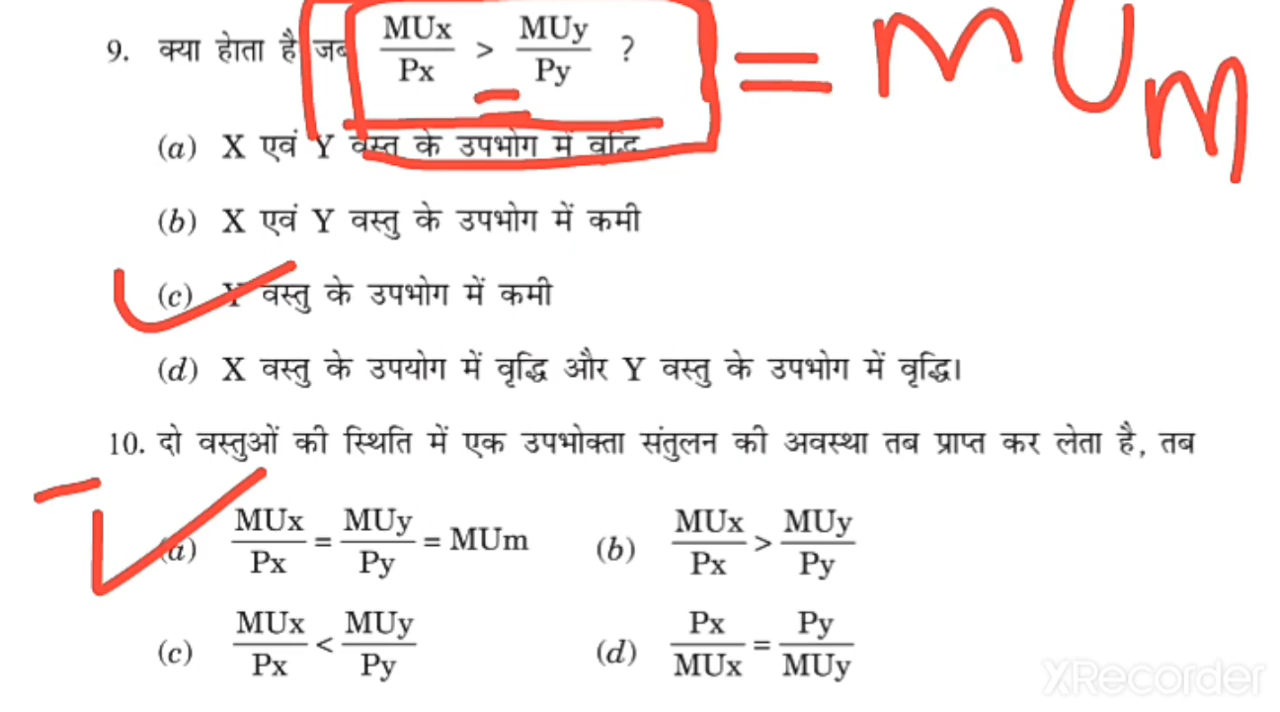 9. क्या हेाता है जब MUx/Px > MUy/Py ? = MUm
(a) X एवं Y वस्तु के उपभोग में वृद्धि
(b) X एवं Y वस्तु के उपभोग में कमी
(c) Y वस्तु के उपभोग में कमी
(d) X वस्तु के उपयोग में वृद्धि और Y वस्तु के उपभोग में वृद्धि।
10. दो वस्तुओं की स्थिति में एक उपभोक्ता संतुलन की अवस्था तब प्राप्त कर लेता है, तब
(a) MUx/Px = MUy/Py = MUm (b) MUx/Px > MUy/Py
(c) MUx/Px < MUy/Py (d) Px/MUx = Py/MUy
XRecorder